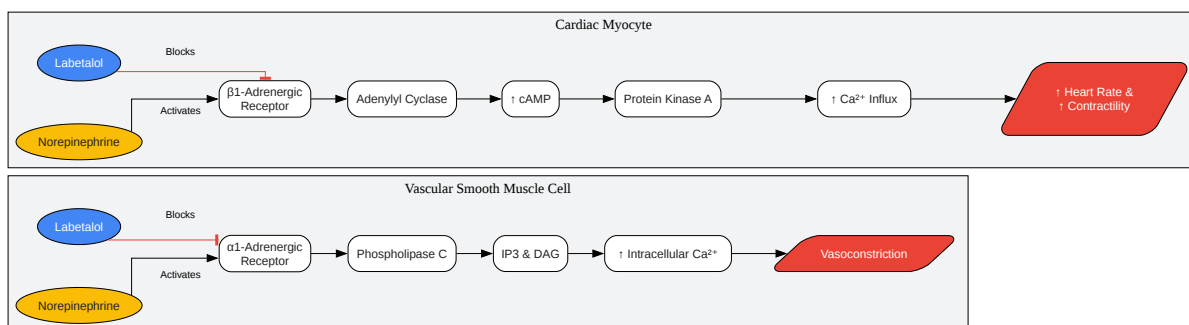 Cardiac Myocyte
Labetalol
Blocks
Activates
Norepinephrine
β1-Adrenergic
Receptor
Adenylyl Cyclase
↑ cAMP
Protein Kinase A
↑ Ca²⁺ Influx
↑ Heart Rate &
↑ Contractility
Vascular Smooth Muscle Cell
Labetalol
Blocks
Activates
Norepinephrine
α1-Adrenergic
Receptor
Phospholipase C
IP3 & DAG
↑ Intracellular Ca²⁺
Vasoconstriction